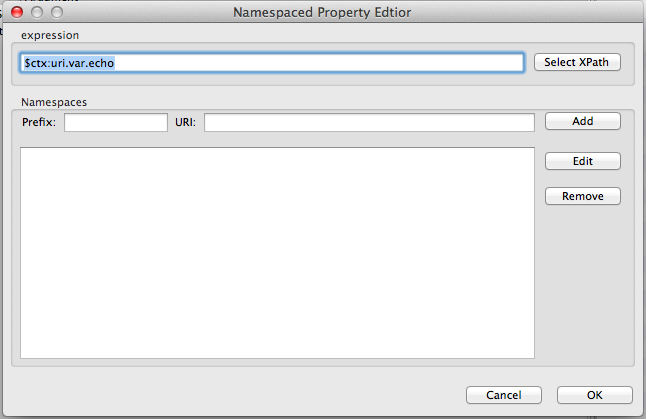 Namespaced Property Edtior
expression
$ctx:uri.var.echo
Select XPath
Namespaces
Prefix:
URI:
Add
Edit
Remove
Cancel
OK